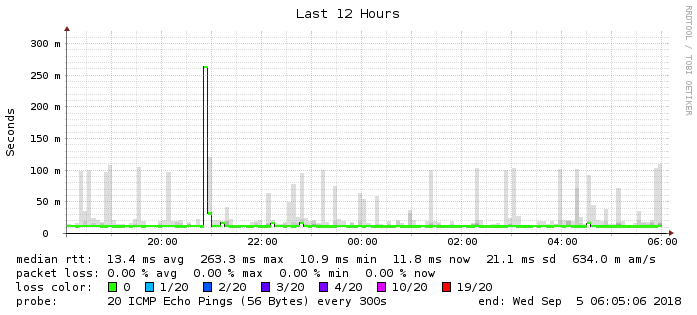 Last 12 Hours
RRDTOOL / TOBI OETIKER
Seconds
300 m
250 m
200 m
150 m
100 m
50 m
0
20:00 22:00 00:00 02:00 04:00 06:00
median rtt: 13.4 ms avg 263.3 ms max 10.9 ms min 11.8 ms now 21.1 ms sd 634.0 m am/s
packet loss: 0.00 % avg 0.00 % max 0.00 % min 0.00 % now
loss color: 0 1/20 2/20 3/20 4/20 10/20 19/20
probe: 20 ICMP Echo Pings (56 Bytes) every 300s end: Wed Sep 5 06:05:06 2018